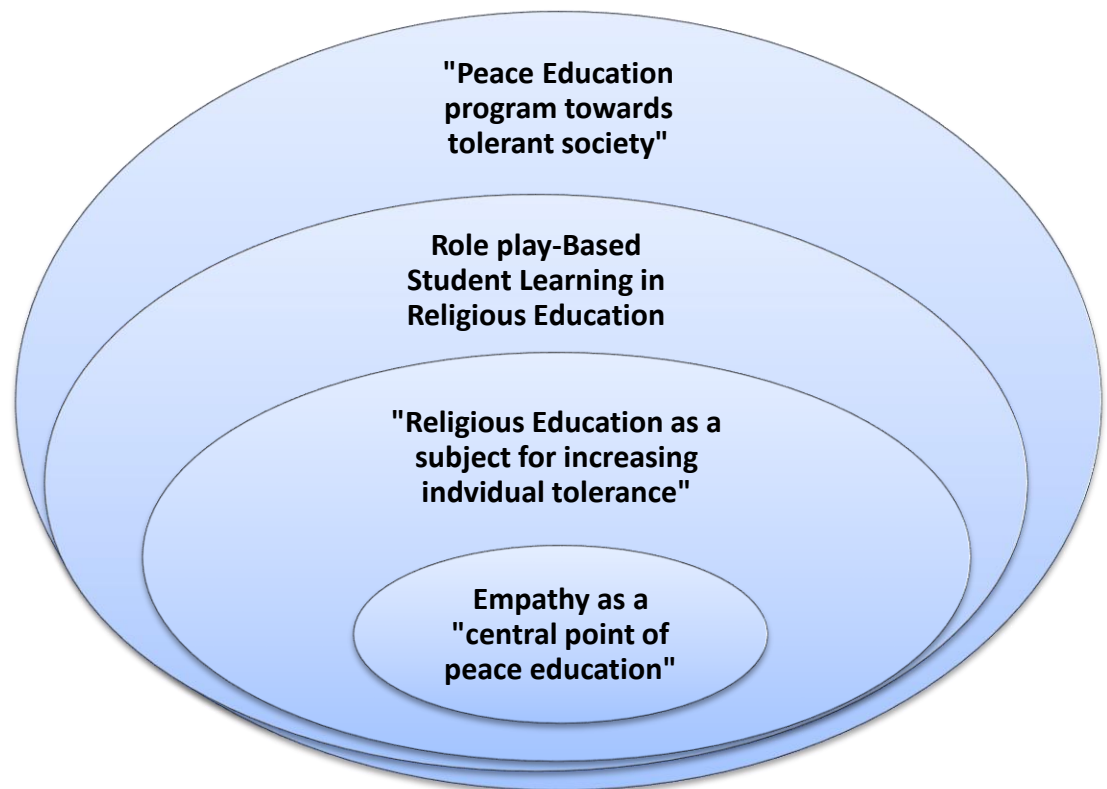 "Peace Education
program towards
tolerant society"
Role play-Based
Student Learning in
Religious Education
"Religious Education as a
subject for increasing
indvidual tolerance"
Empathy as a
"central point of
peace education"